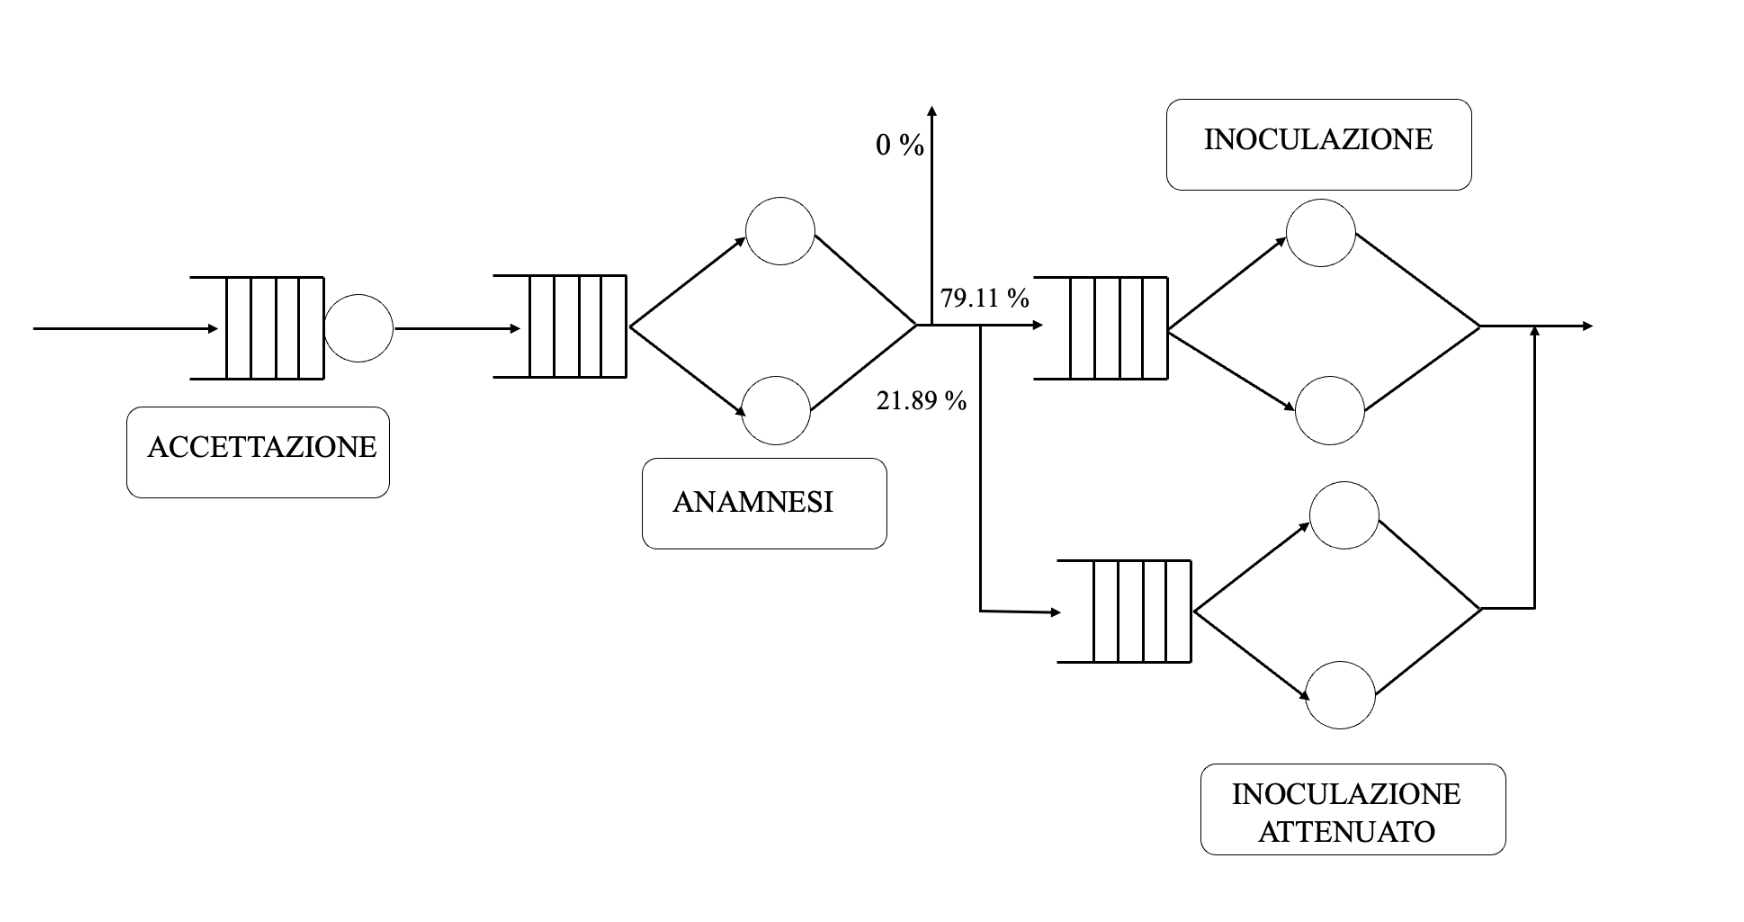 INOCULAZIONE
0 %
79.11 %
21.89 %
ACCETTAZIONE
ANAMNESI
INOCULAZIONE
ATTENUATO